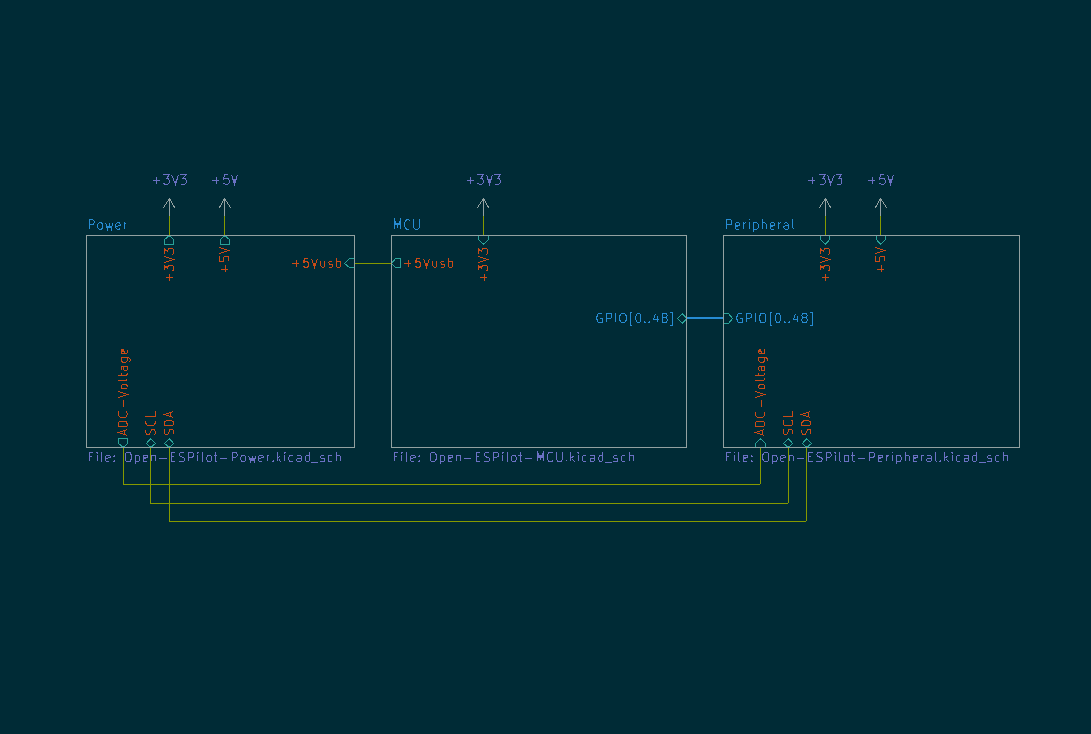 +3V3
+5V
+3V3
+3V3
+5V
Power
MCU
Peripheral
+3V3
+5V
+5Vusb
+5Vusb
+3V3
+3V3
+5V
GPIO[0..48]
GPIO[0..48]
ADC-Voltage
SCL
SDA
ADC-Voltage
SCL
SDA
File: Open-ESPilot-Power.kicad_sch
File: Open-ESPilot-MCU.kicad_sch
File: Open-ESPilot-Peripheral.kicad_sch